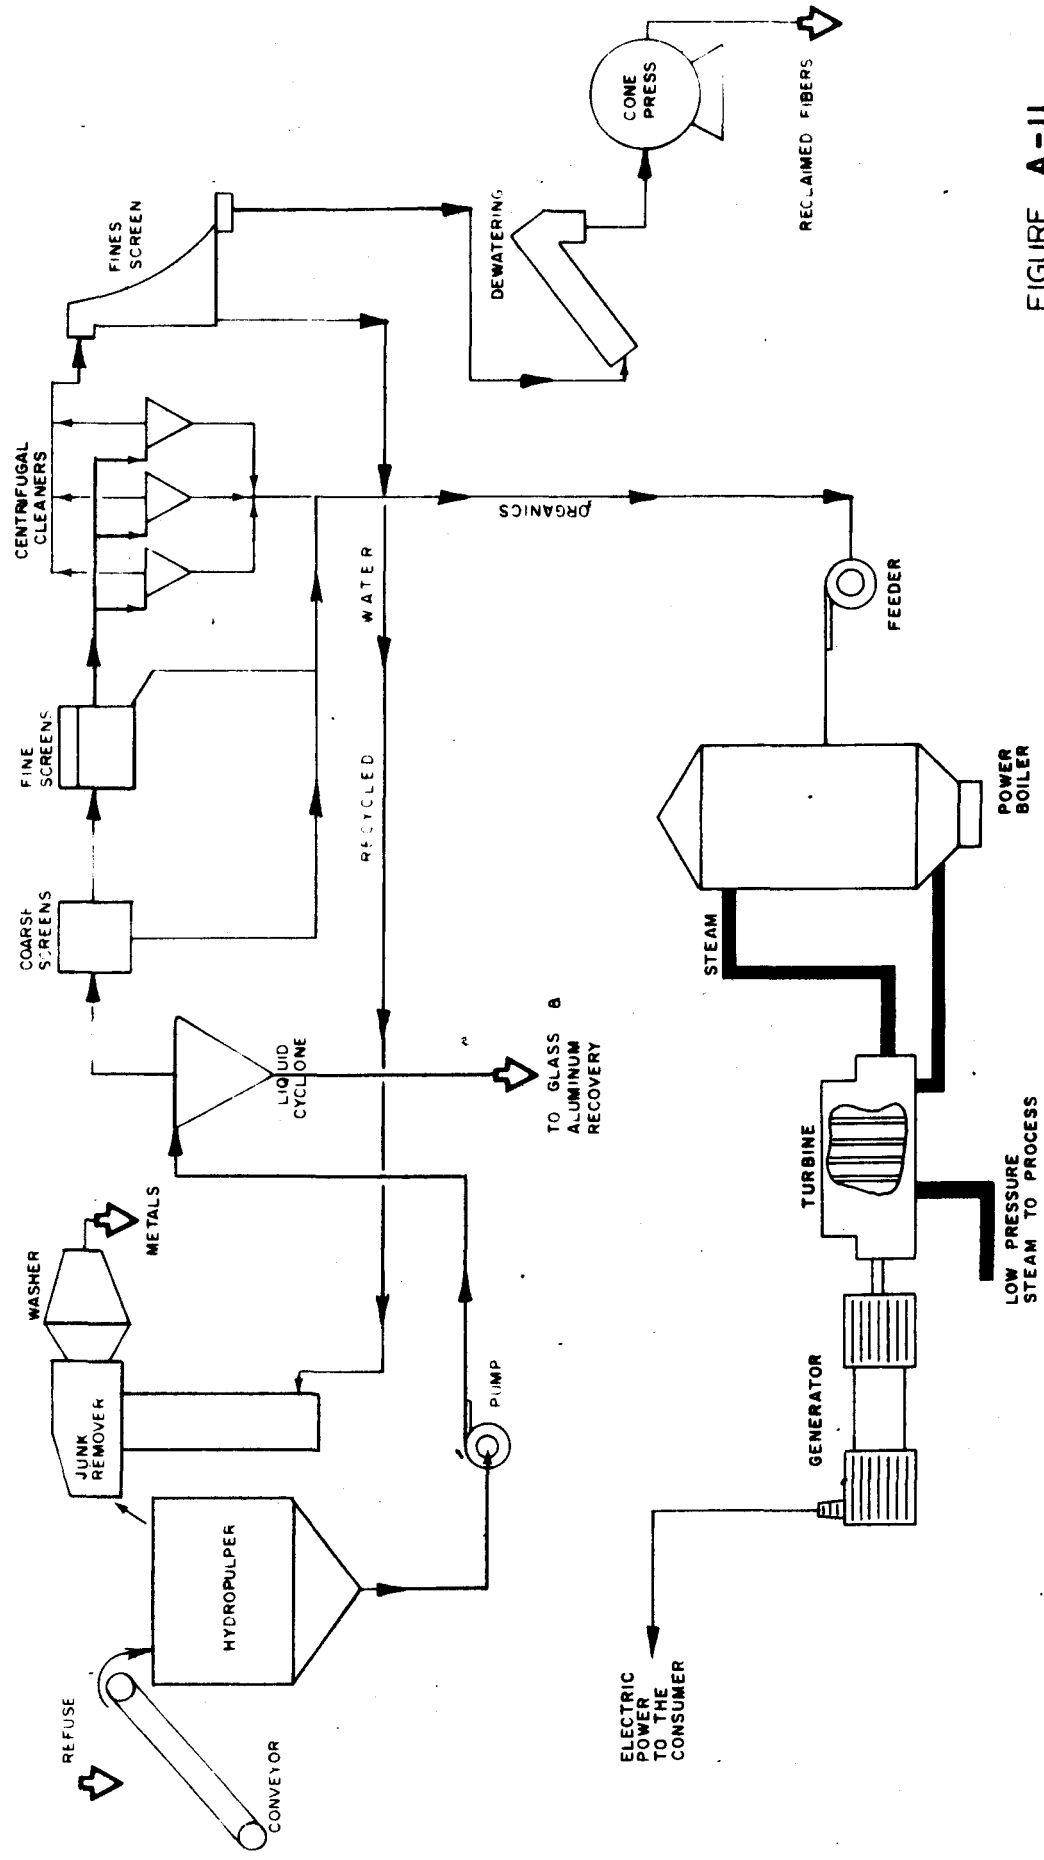 REFUSE
CONVEYOR
HYDROPULPER
JUNK
REMOVER
WASHER
METALS
PUMP
LIQUID
CYCLONE
TO GLASS &
ALUMINUM
RECOVERY
COARSE
SCREENS
FINE
SCREENS
CENTRIFUGAL
CLEANERS
FINES
SCREEN
RECYCLED WATER
ORGANICS
DEWATERING
CONE
PRESS
RECLAIMED FIBERS
ELECTRIC
POWER
TO THE
CONSUMER
GENERATOR
TURBINE
STEAM
LOW PRESSURE
STEAM TO PROCESS
POWER
BOILER
FEEDER
FIGURE A-11